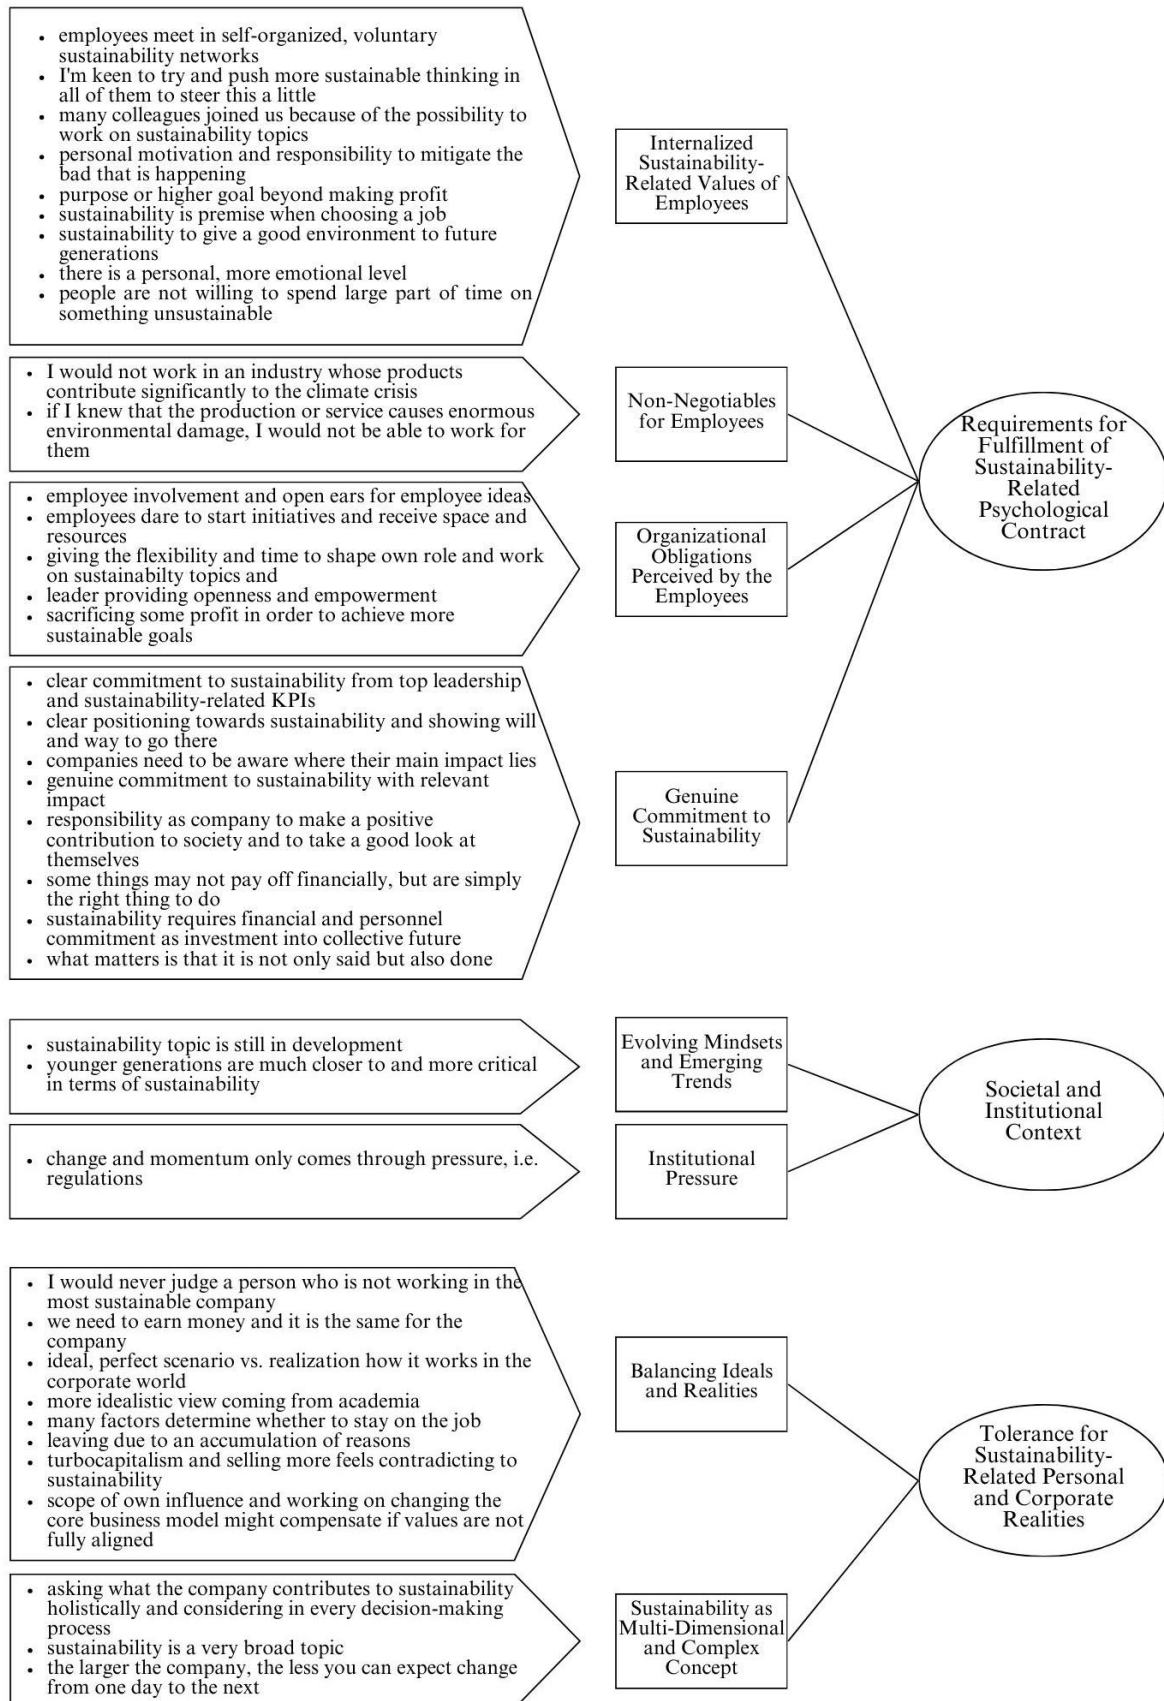 • employees meet in self-organized, voluntary
sustainability networks
• I'm keen to try and push more sustainable thinking in
all of them to steer this a little
• many colleagues joined us because of the possibility to
work on sustainability topics
• personal motivation and responsibility to mitigate the
bad that is happening
• purpose or higher goal beyond making profit
• sustainability is premise when choosing a job
• sustainability to give a good environment to future
generations
• there is a personal, more emotional level
• people are not willing to spend large part of time on
something unsustainable
Internalized
Sustainability-
Related Values of
Employees
• I would not work in an industry whose products
contribute significantly to the climate crisis
• if I knew that the production or service causes enormous
environmental damage, I would not be able to work for
them
Non-Negotiables
for Employees
• employee involvement and open ears for employee ideas
• employees dare to start initiatives and receive space and
resources
• giving the flexibility and time to shape own role and work
on sustainabilty topics and
• leader providing openness and empowerment
• sacrificing some profit in order to achieve more
sustainable goals
Organizational
Obligations
Perceived by the
Employees
• clear commitment to sustainability from top leadership
and sustainability-related KPIs
• clear positioning towards sustainability and showing will
and way to go there
• companies need to be aware where their main impact lies
• genuine commitment to sustainability with relevant
impact
• responsibility as company to make a positive
contribution to society and to take a good look at
themselves
• some things may not pay off financially, but are simply
the right thing to do
• sustainability requires financial and personnel
commitment as investment into collective future
• what matters is that it is not only said but also done
Genuine
Commitment to
Sustainability
Requirements for
Fulfillment of
Sustainability-
Related
Psychological
Contract
• sustainability topic is still in development
• younger generations are much closer to and more critical
in terms of sustainability
Evolving Mindsets
and Emerging
Trends
• change and momentum only comes through pressure, i.e.
regulations
Institutional
Pressure
Societal and
Institutional
Context
• I would never judge a person who is not working in the
most sustainable company
• we need to earn money and it is the same for the
company
• ideal, perfect scenario vs. realization how it works in the
corporate world
• more idealistic view coming from academia
• many factors determine whether to stay on the job
• leaving due to an accumulation of reasons
• turbocapitalism and selling more feels contradicting to
sustainability
• scope of own influence and working on changing the
core business model might compensate if values are not
fully aligned
Balancing Ideals
and Realities
• asking what the company contributes to sustainability
holistically and considering in every decision-making
process
• sustainability is a very broad topic
• the larger the company, the less you can expect change
from one day to the next
Sustainability as
Multi-Dimensional
and Complex
Concept
Tolerance for
Sustainability-
Related Personal
and Corporate
Realities